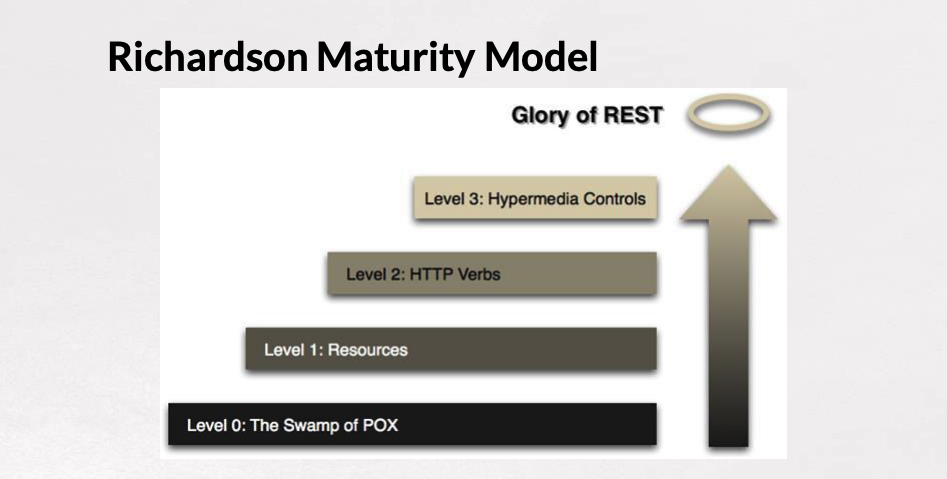 Richardson Maturity Model
Glory of REST
Level 3: Hypermedia Controls
Level 2: HTTP Verbs
Level 1: Resources
Level 0: The Swamp of POX